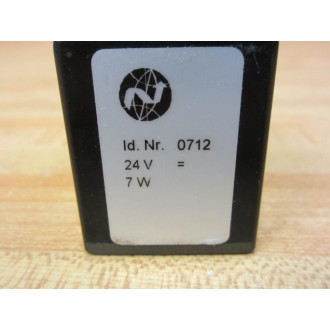 Id. Nr. 0712
24 V =
7 W